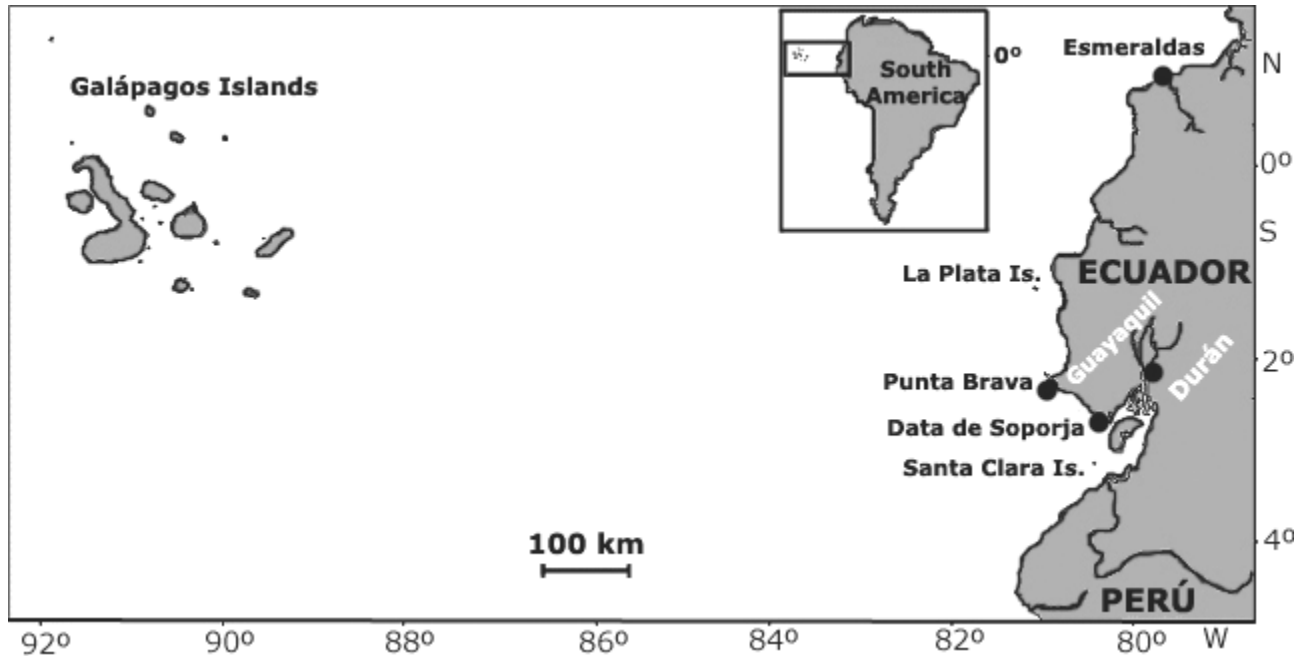 Galápagos Islands
South
America
0º
Esmeraldas
N
0º
S
La Plata Is.
ECUADOR
Guayaquil
Durán
2º
Punta Brava
Data de Soporja
Santa Clara Is.
100 km
4º
PERÚ
92º 90º 88º 86º 84º 82º 80º W